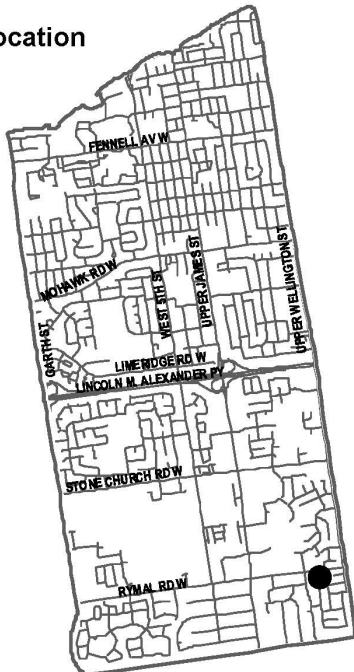 ocation
FENNELL AV W
MOHAWK RD W
WEST 5TH ST
UPPER JAMES ST
UPPER WELLINGTON ST
GARTH ST
LIMERIDGE RD W
LINCOLN M. ALEXANDER PY
STONE CHURCH RD W
RYMAL RD W